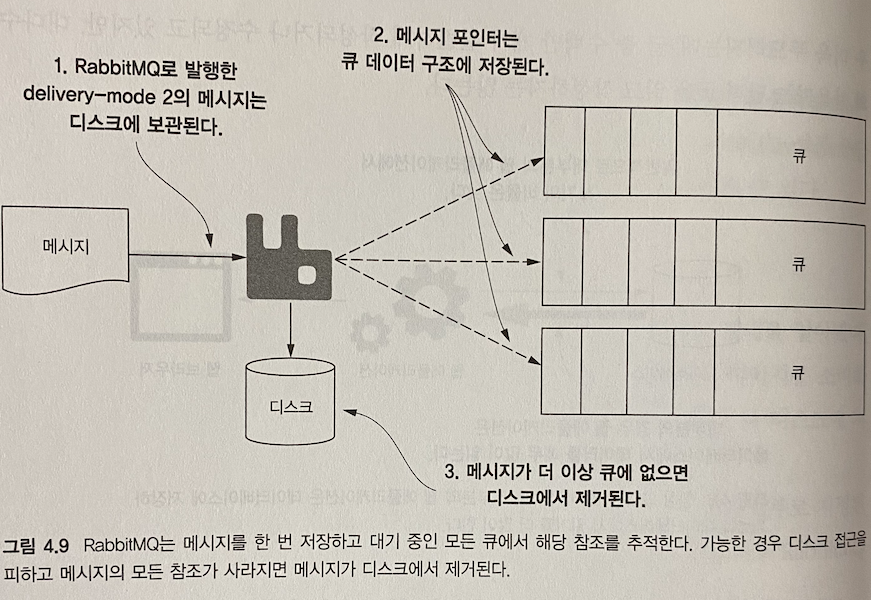 1. RabbitMQ로 발행한
delivery-mode 2의 메시지는
디스크에 보관된다.
2. 메시지 포인터는
큐 데이터 구조에 저장된다.
메시지
큐
큐
큐
디스크
3. 메시지가 더 이상 큐에 없으면
디스크에서 제거된다.
그림 4.9 RabbitMQ는 메시지를 한 번 저장하고 대기 중인 모든 큐에서 해당 참조를 추적한다. 가능한 경우 디스크 접근을
피하고 메시지의 모든 참조가 사라지면 메시지가 디스크에서 제거된다.